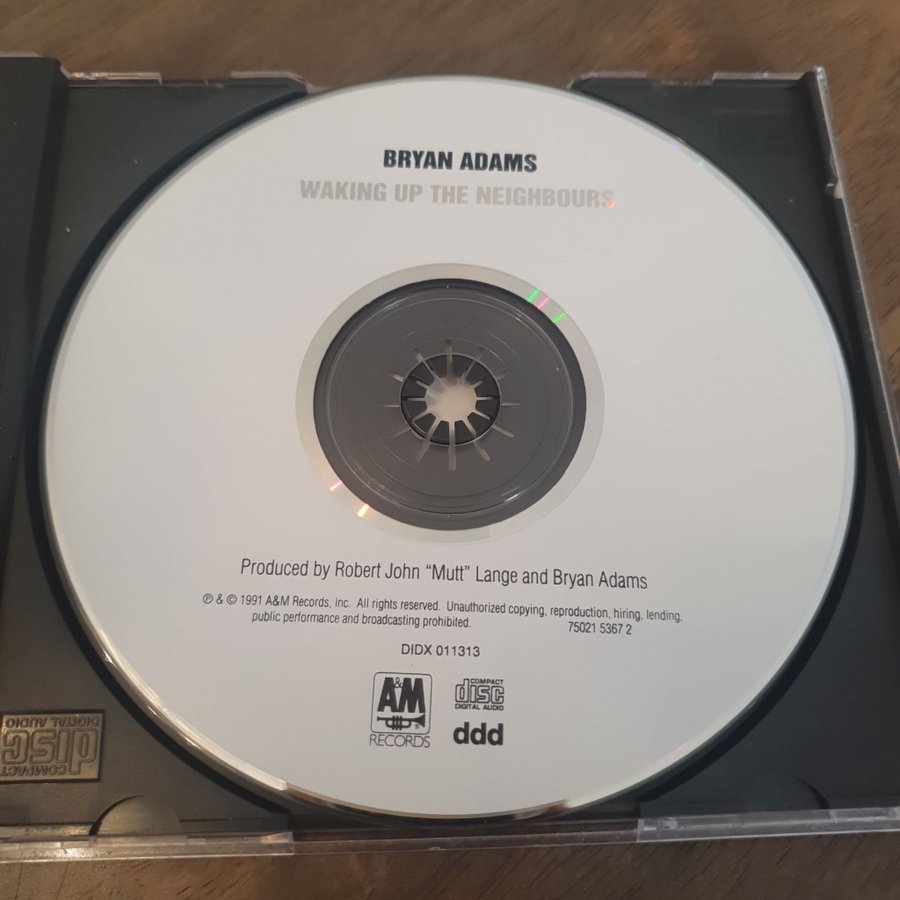 BRYAN ADAMS
WAKING UP THE NEIGHBOURS
Produced by Robert John “Mutt” Lange and Bryan Adams
℗ & © 1991 A&M Records, Inc. All rights reserved. Unauthorized copying, reproduction, hiring, lending,
public performance and broadcasting prohibited. 75021 5367 2
DIDX 011313
A&M
RECORDS
COMPACT
disc
DIGITAL AUDIO
ddd
COMPACT
disc
DIGITAL AUDIO